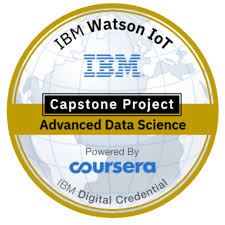 IBM Watson IoT
IBM
Capstone Project
Advanced Data Science
Powered By
coursera
IBM Digital Credential